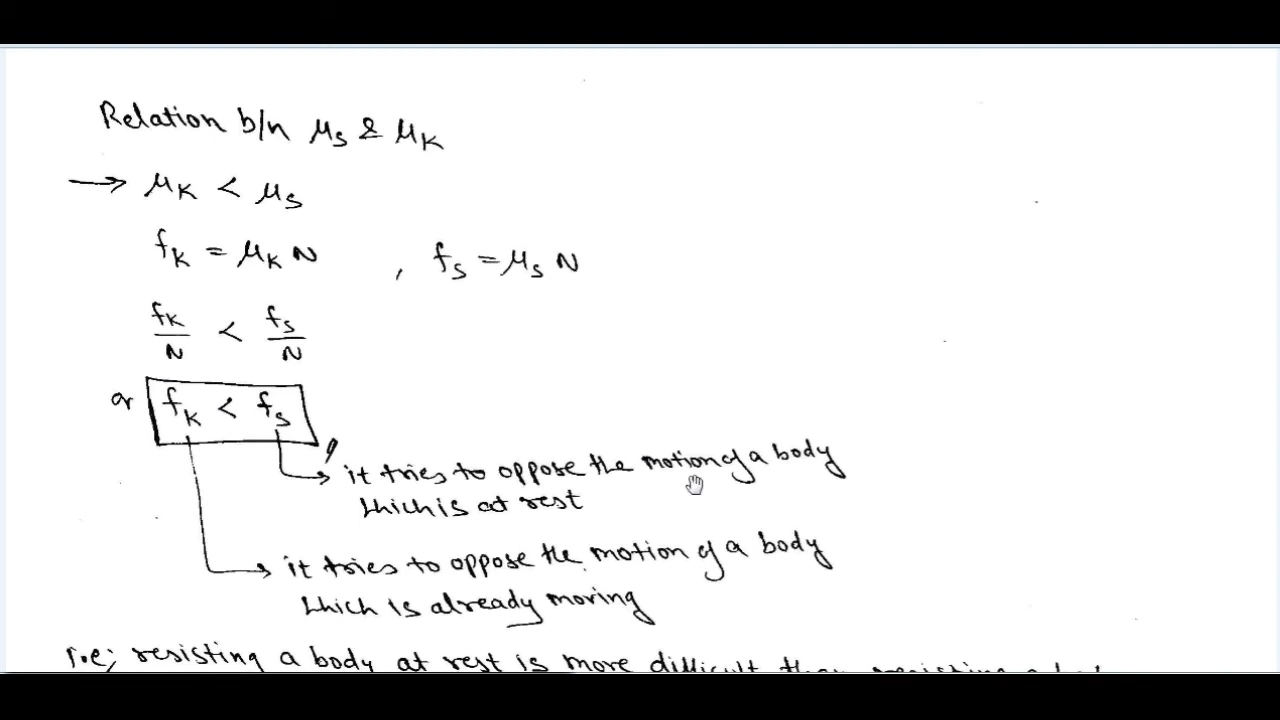 Relation b/n μs & μK
→ μK < μs
fK = μK N , fs = μs N
fK/N < fs/N
or fK < fs
it tries to oppose the motion of a body
which is at rest
it tries to oppose the motion of a body
which is already moving
i.e; resisting a body at rest is more difficult than